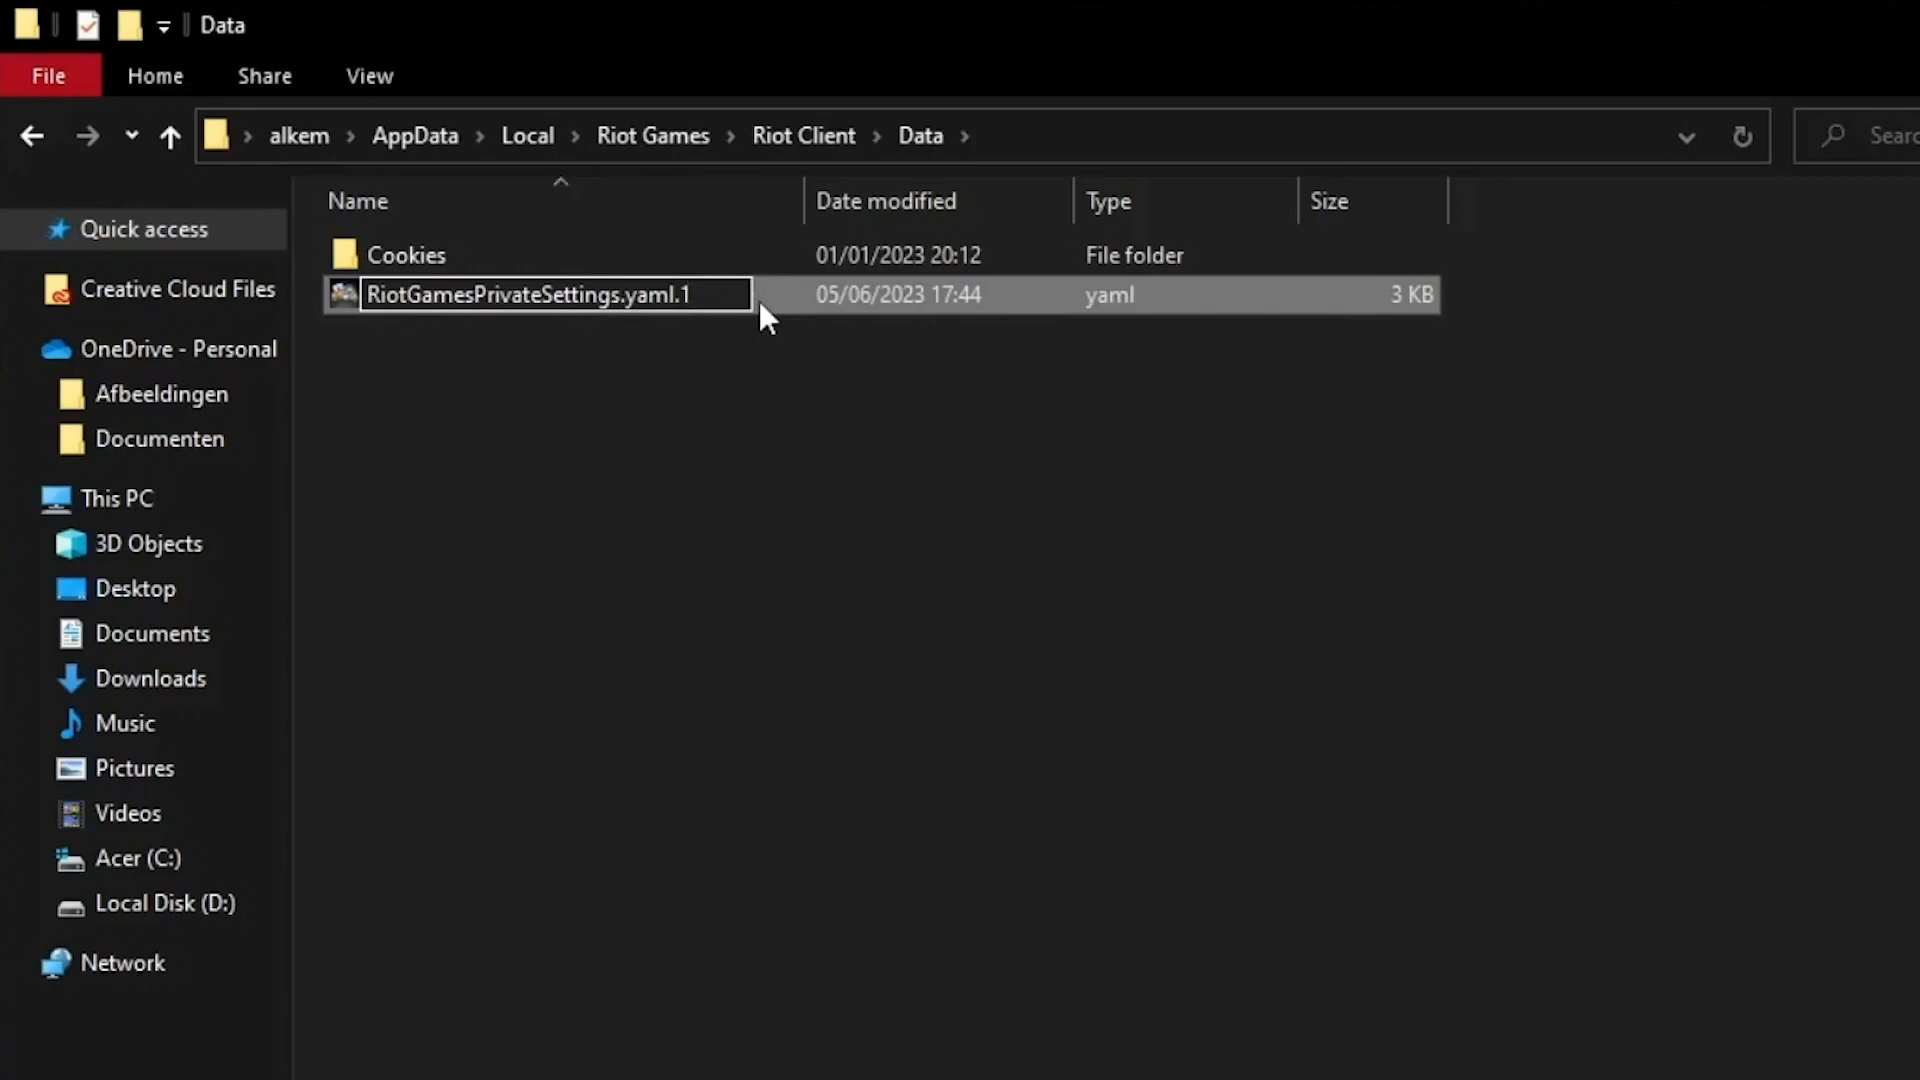 Data
File Home Share View
alkem AppData Local Riot Games Riot Client Data
Searc
Name Date modified Type Size
Cookies 01/01/2023 20:12 File folder
RiotGamesPrivateSettings.yaml.1 05/06/2023 17:44 yaml 3 KB
Quick access
Creative Cloud Files
OneDrive - Personal
Afbeeldingen
Documenten
This PC
3D Objects
Desktop
Documents
Downloads
Music
Pictures
Videos
Acer (C:)
Local Disk (D:)
Network